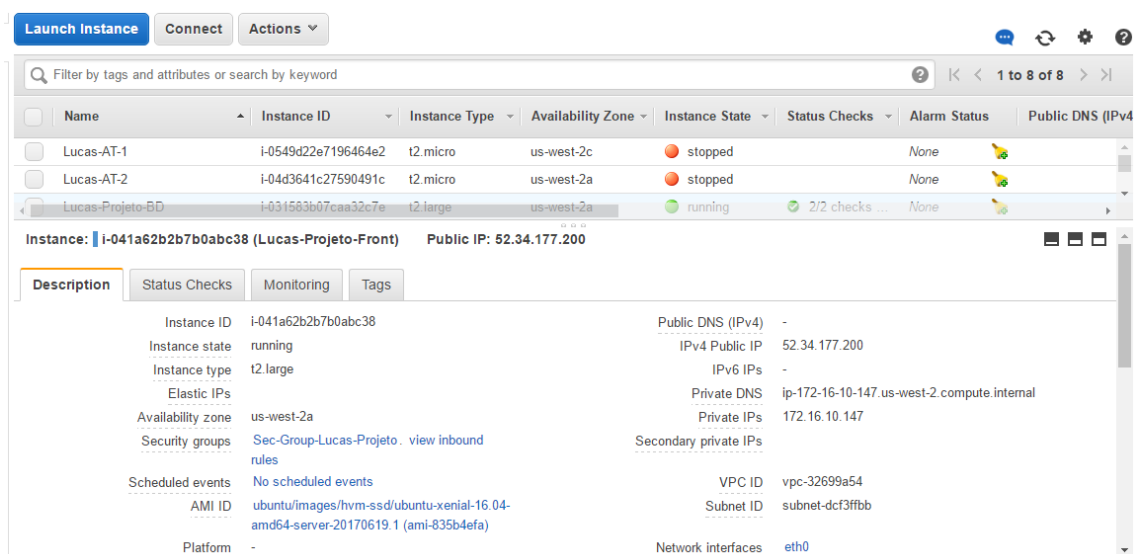 Launch Instance Connect Actions
Filter by tags and attributes or search by keyword 1 to 8 of 8
Name Instance ID Instance Type Availability Zone Instance State Status Checks Alarm Status Public DNS (IPv4
Lucas-AT-1 i-0549d22e7196464e2 t2.micro us-west-2c stopped None
Lucas-AT-2 i-04d3641c27590491c t2.micro us-west-2a stopped None
Lucas-Projeto-BD i-031583b07caa32c7e t2.large us-west-2a running 2/2 checks ... None
Instance: i-041a62b2b7b0abc38 (Lucas-Projeto-Front) Public IP: 52.34.177.200
Description Status Checks Monitoring Tags
Instance ID i-041a62b2b7b0abc38 Public DNS (IPv4) -
Instance state running IPv4 Public IP 52.34.177.200
Instance type t2.large IPv6 IPs -
Elastic IPs Private DNS ip-172-16-10-147.us-west-2.compute.internal
Availability zone us-west-2a Private IPs 172.16.10.147
Security groups Sec-Group-Lucas-Projeto . view inbound Secondary private IPs
rules
Scheduled events No scheduled events VPC ID vpc-32699a54
AMI ID ubuntu/images/hvm-ssd/ubuntu-xenial-16.04- Subnet ID subnet-dcf3ffbb
amd64-server-20170619.1 (ami-835b4efa)
Platform - Network interfaces eth0